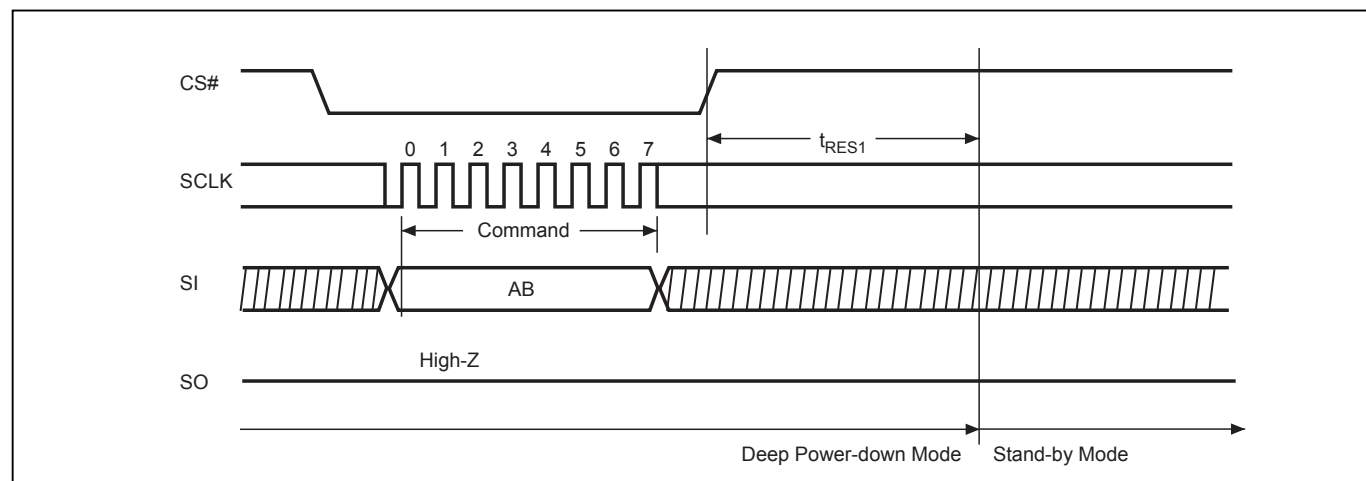 CS#
tRES1
0 1 2 3 4 5 6 7
SCLK
Command
SI
AB
High-Z
SO
Deep Power-down Mode Stand-by Mode